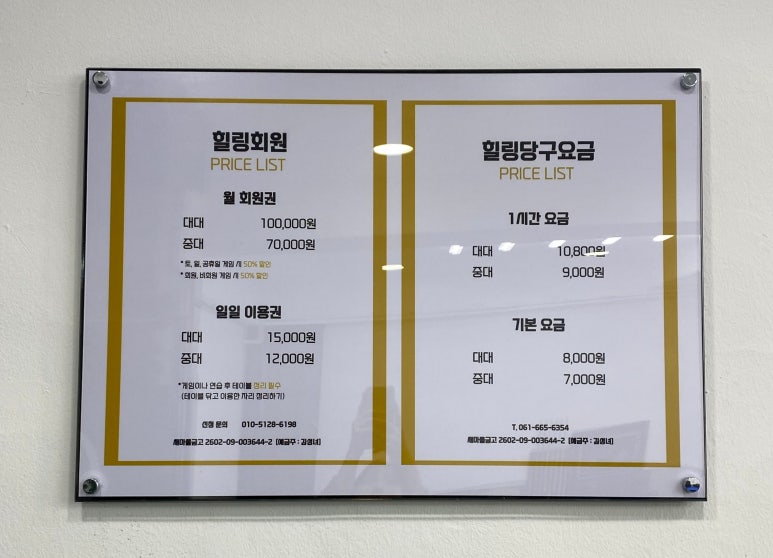 힐링회원
PRICE LIST
월 회원권
대대 100,000원
중대 70,000원
* 토, 일, 공휴일 게임 시 50% 할인
* 회원, 비회원 게임 시 50% 할인
일일 이용권
대대 15,000원
중대 12,000원
*게임이나 연습 후 테이블 정리 필수
(테이블 닦고 이용한 자리 정리하기)
신청 문의 010-5128-6198
새마을금고 2602-09-003644-2 (예금주 : 김성녀)
힐링당구요금
PRICE LIST
1시간 요금
대대 10,800원
중대 9,000원
기본 요금
대대 8,000원
중대 7,000원
T. 061-665-6354
새마을금고 2602-09-003644-2 (예금주 : 김성녀)